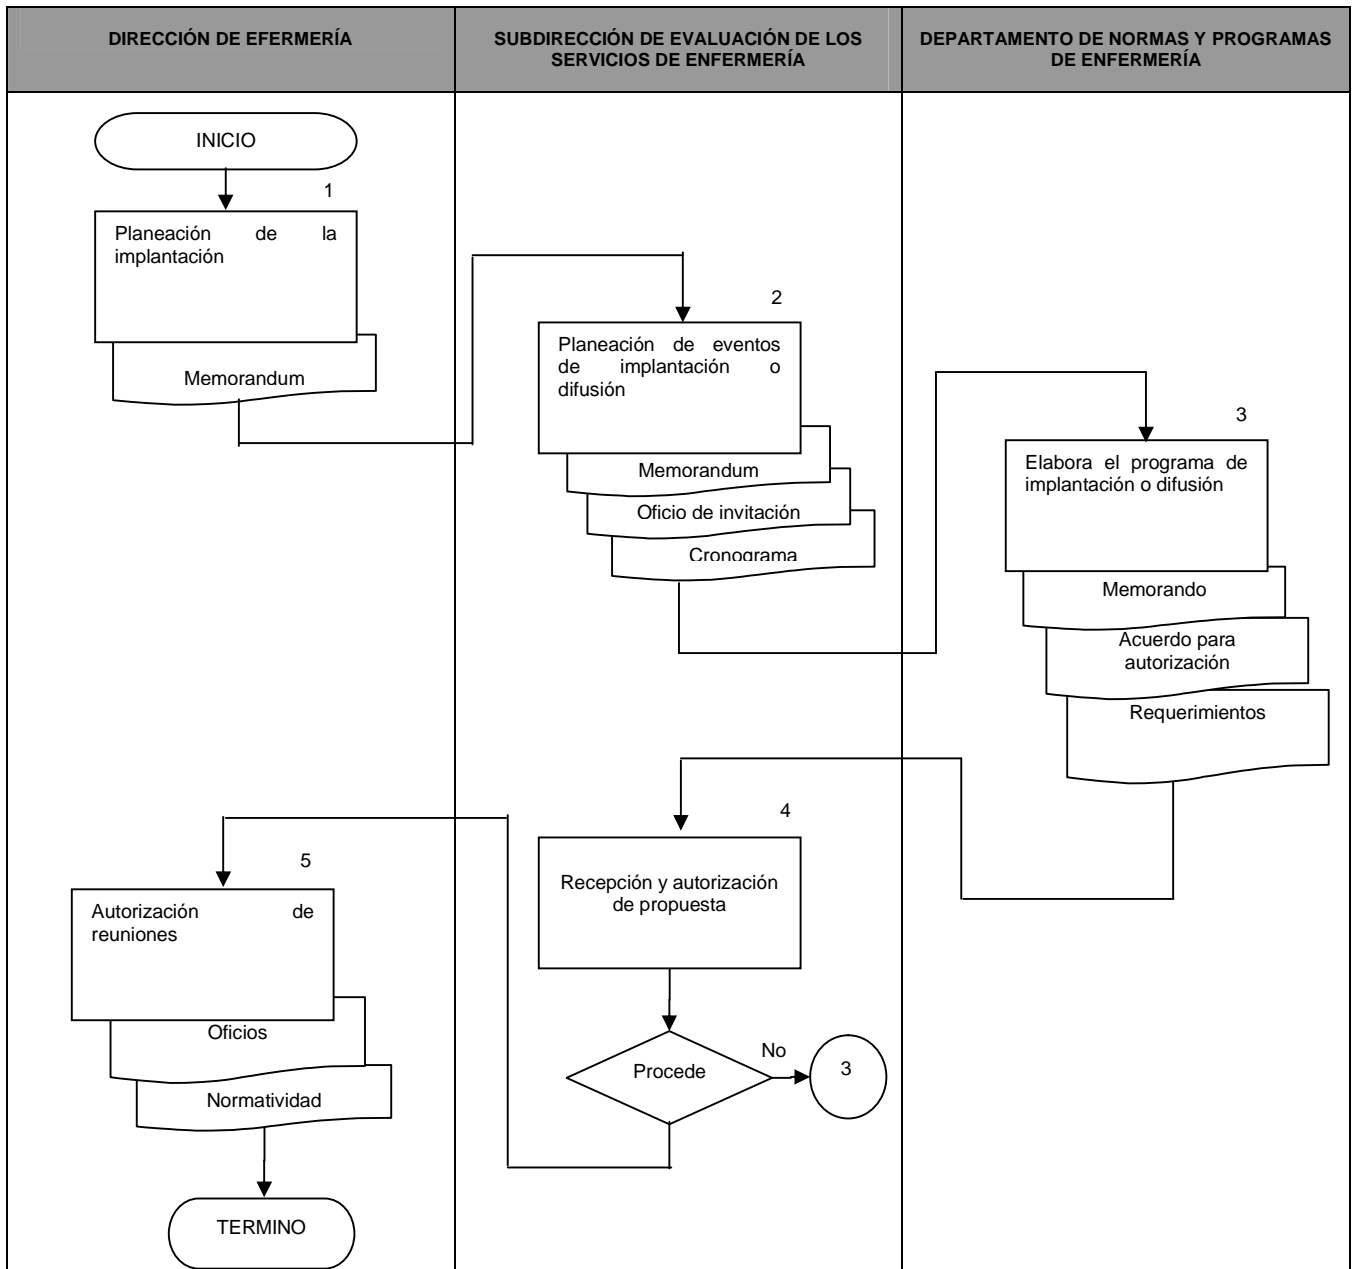 DIRECCIÓN DE EFERMERÍA
SUBDIRECCIÓN DE EVALUACIÓN DE LOS
SERVICIOS DE ENFERMERÍA
DEPARTAMENTO DE NORMAS Y PROGRAMAS
DE ENFERMERÍA
INICIO
1
Planeación de la
implantación
Memorandum
2
Planeación de eventos
de implantación o
difusión
Memorandum
Oficio de invitación
Cronograma
3
Elabora el programa de
implantación o difusión
Memorando
Acuerdo para
autorización
Requerimientos
4
Recepción y autorización
de propuesta
Procede
No
3
5
Autorización de
reuniones
Oficios
Normatividad
TERMINO